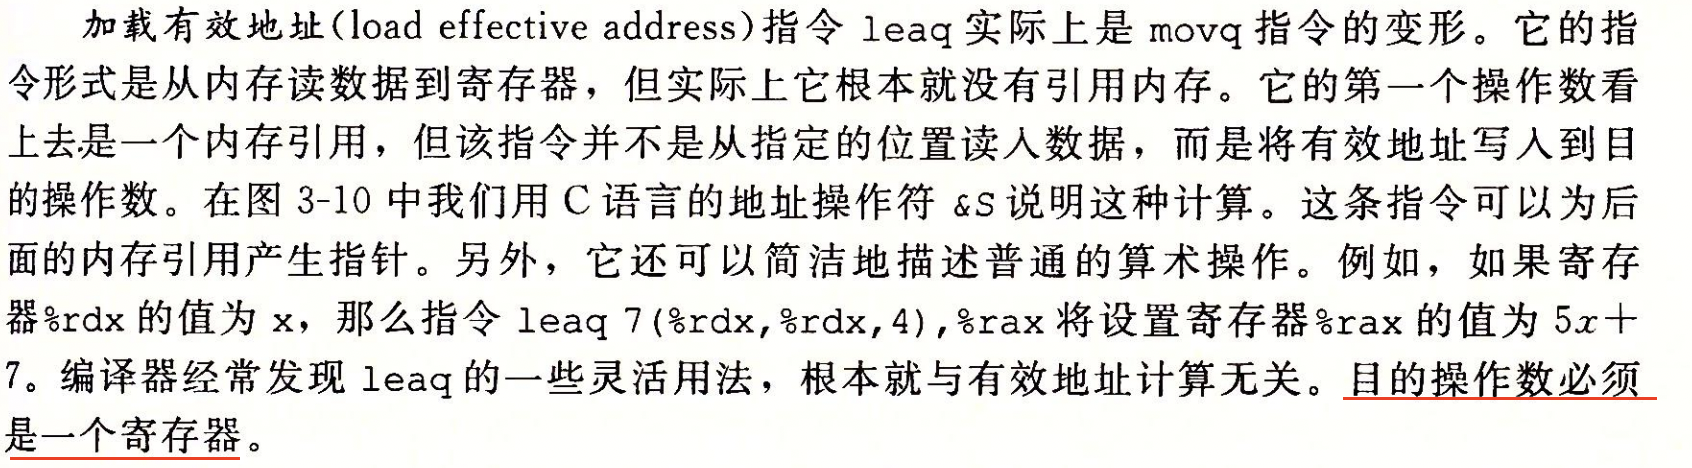 加载有效地址(load effective address)指令 leaq 实际上是 movq 指令的变形。它的指
令形式是从内存读数据到寄存器，但实际上它根本就没有引用内存。它的第一个操作数看
上去是一个内存引用，但该指令并不是从指定的位置读入数据，而是将有效地址写入到目
的操作数。在图 3-10 中我们用 C 语言的地址操作符 &S 说明这种计算。这条指令可以为后
面的内存引用产生指针。另外，它还可以简洁地描述普通的算术操作。例如，如果寄存
器%rdx 的值为 x，那么指令 leaq 7(%rdx,%rdx,4),%rax 将设置寄存器%rax 的值为 5x＋
7。编译器经常发现 leaq 的一些灵活用法，根本就与有效地址计算无关。目的操作数必须
是一个寄存器。